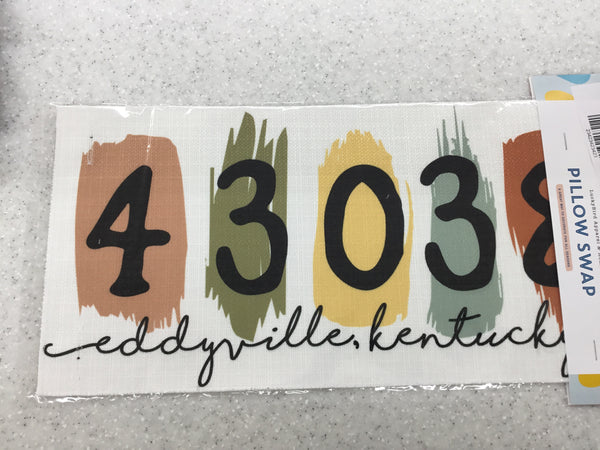 43038
eddyville, kentucky
PILLOW SWAP